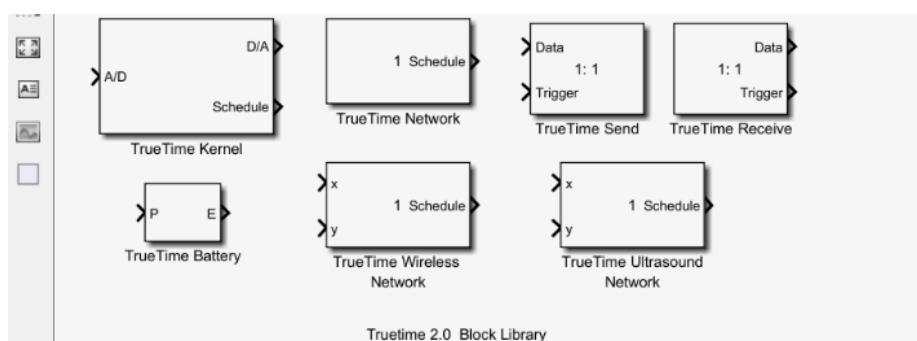 D/A
A/D
Schedule
TrueTime Kernel
1 Schedule
TrueTime Network
Data
1: 1
Trigger
TrueTime Send
Data
1: 1
Trigger
TrueTime Receive
P E
TrueTime Battery
x
1 Schedule
y
TrueTime Wireless
Network
x
1 Schedule
y
TrueTime Ultrasound
Network
Truetime 2.0 Block Library